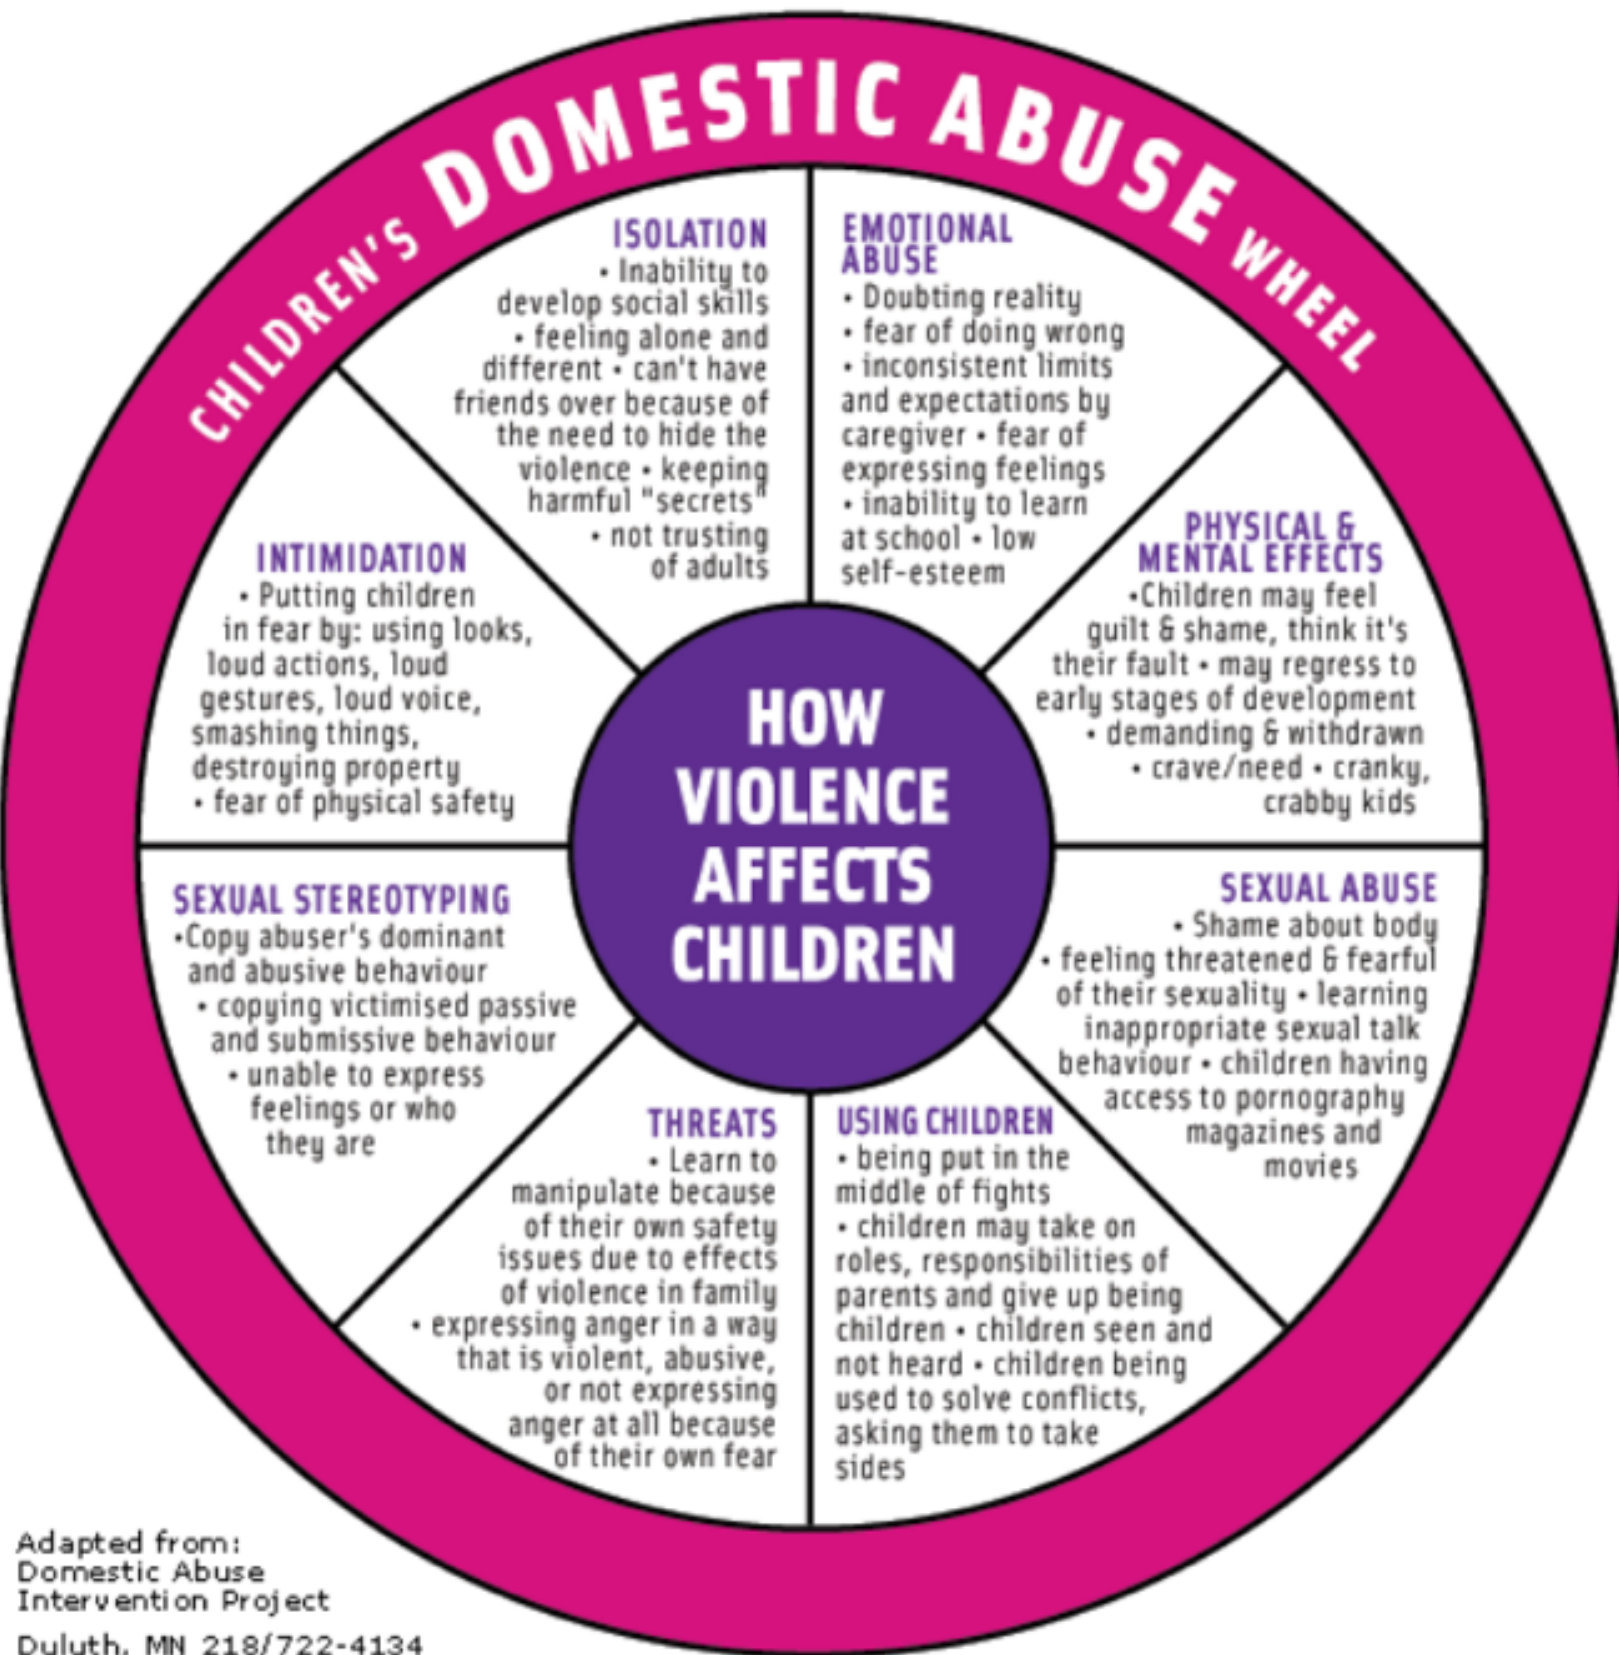 CHILDREN'S DOMESTIC ABUSE WHEEL
ISOLATION
• Inability to
develop social skills
• feeling alone and
different • can't have
friends over because of
the need to hide the
violence • keeping
harmful "secrets"
• not trusting
of adults
EMOTIONAL
ABUSE
• Doubting reality
• fear of doing wrong
• inconsistent limits
and expectations by
caregiver • fear of
expressing feelings
• inability to learn
at school • low
self-esteem
PHYSICAL &
MENTAL EFFECTS
•Children may feel
guilt & shame, think it's
their fault • may regress to
early stages of development
• demanding & withdrawn
• crave/need • cranky,
crabby kids
SEXUAL ABUSE
• Shame about body
• feeling threatened & fearful
of their sexuality • learning
inappropriate sexual talk
behaviour • children having
access to pornography
magazines and
movies
USING CHILDREN
• being put in the
middle of fights
• children may take on
roles, responsibilities of
parents and give up being
children • children seen and
not heard • children being
used to solve conflicts,
asking them to take
sides
THREATS
• Learn to
manipulate because
of their own safety
issues due to effects
of violence in family
• expressing anger in a way
that is violent, abusive,
or not expressing
anger at all because
of their own fear
SEXUAL STEREOTYPING
•Copy abuser's dominant
and abusive behaviour
• copying victimised passive
and submissive behaviour
• unable to express
feelings or who
they are
INTIMIDATION
• Putting children
in fear by: using looks,
loud actions, loud
gestures, loud voice,
smashing things,
destroying property
• fear of physical safety
HOW
VIOLENCE
AFFECTS
CHILDREN
Adapted from:
Domestic Abuse
Intervention Project
Duluth, MN 218/722-4134